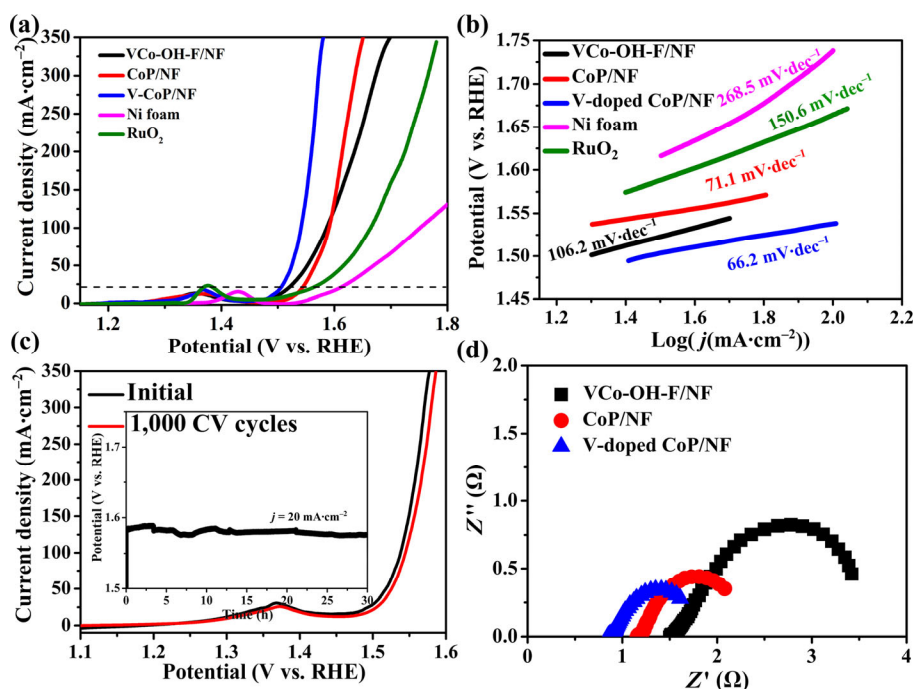 (a)
Current density (mA·cm⁻²)
350
300
250
200
150
100
50
0
VCo-OH-F/NF
CoP/NF
V-CoP/NF
Ni foam
RuO₂
1.2
1.4
1.6
1.8
Potential (V vs. RHE)
(b)
Potential (V vs. RHE)
1.75
1.70
1.65
1.60
1.55
1.50
1.45
VCo-OH-F/NF
CoP/NF
V-doped CoP/NF
Ni foam
RuO₂
268.5 mV·dec⁻¹
150.6 mV·dec⁻¹
71.1 mV·dec⁻¹
106.2 mV·dec⁻¹
66.2 mV·dec⁻¹
1.2
1.4
1.6
1.8
2.0
2.2
Log(j(mA·cm⁻²))
(c)
Current density (mA·cm⁻²)
350
300
250
200
150
100
50
0
Initial
1,000 CV cycles
Potential (V vs. RHE)
1.7
1.6
1.5
j = 20 mA·cm⁻²
0
5
10
15
20
25
30
Time (h)
1.1
1.2
1.3
1.4
1.5
1.6
Potential (V vs. RHE)
(d)
Z'' (Ω)
2.0
1.5
1.0
0.5
0.0
VCo-OH-F/NF
CoP/NF
V-doped CoP/NF
0
1
2
3
4
Z' (Ω)